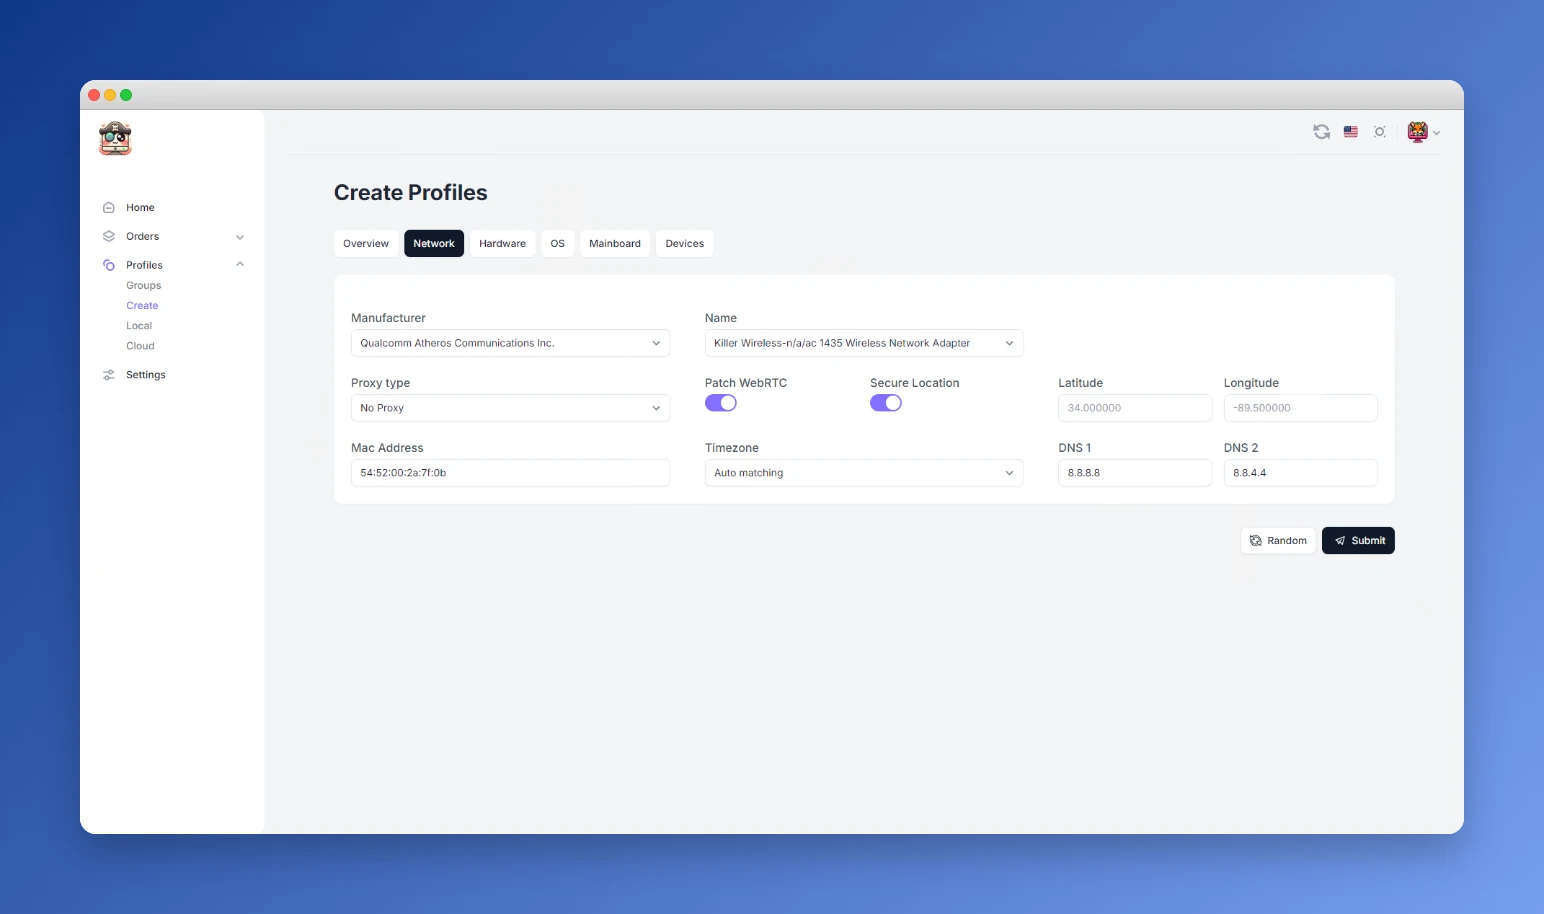 Home
Orders
Profiles
Groups
Create
Local
Cloud
Settings
Create Profiles
Overview Network Hardware OS Mainboard Devices
Manufacturer Name
Qualcomm Atheros Communications Inc. Killer Wireless-n/a/ac 1435 Wireless Network Adapter
Proxy type Patch WebRTC Secure Location Latitude Longitude
No Proxy 34.000000 -89.500000
Mac Address Timezone DNS 1 DNS 2
54:52:00:2a:7f:0b Auto matching 8.8.8.8 8.8.4.4
Random Submit